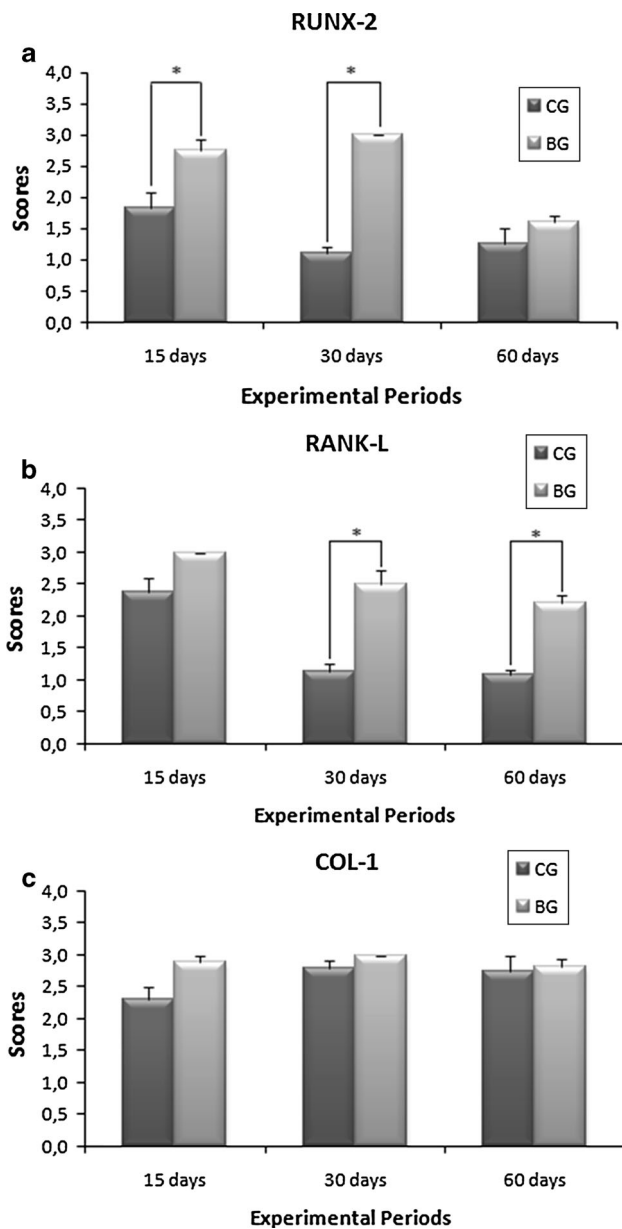 RUNX-2
a
*
*
4,0
3,5
3,0
2,5
2,0
1,5
1,0
0,5
0,0
Scores
CG
BG
15 days
30 days
60 days
Experimental Periods
RANK-L
b
*
*
4,0
3,5
3,0
2,5
2,0
1,5
1,0
0,5
0,0
Scores
CG
BG
15 days
30 days
60 days
Experimental Periods
COL-1
c
4,0
3,5
3,0
2,5
2,0
1,5
1,0
0,5
0,0
Scores
CG
BG
15 days
30 days
60 days
Experimental Periods